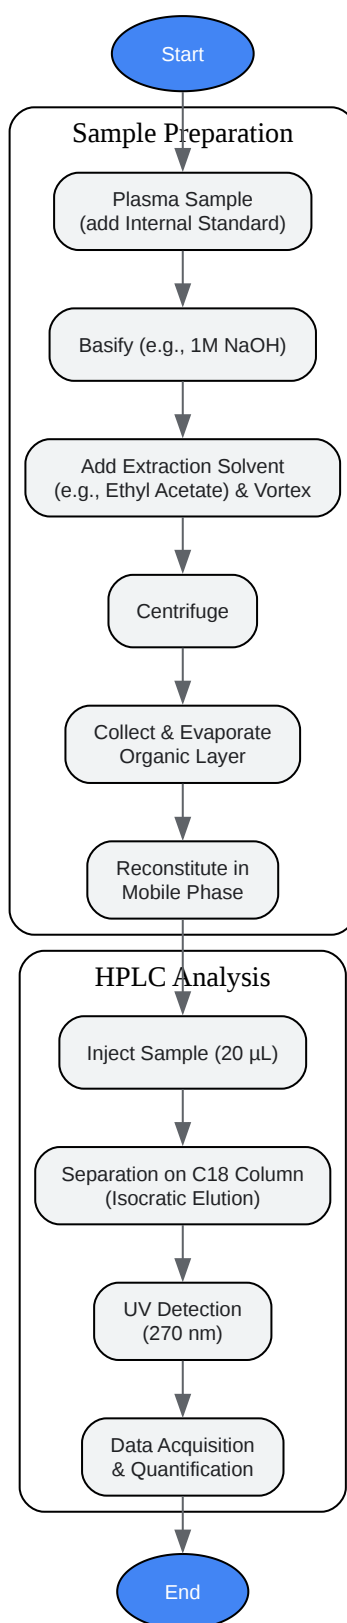 Start
Sample Preparation
Plasma Sample
(add Internal Standard)
Basify (e.g., 1M NaOH)
Add Extraction Solvent
(e.g., Ethyl Acetate) & Vortex
Centrifuge
Collect & Evaporate
Organic Layer
Reconstitute in
Mobile Phase
HPLC Analysis
Inject Sample (20 µL)
Separation on C18 Column
(Isocratic Elution)
UV Detection
(270 nm)
Data Acquisition
& Quantification
End